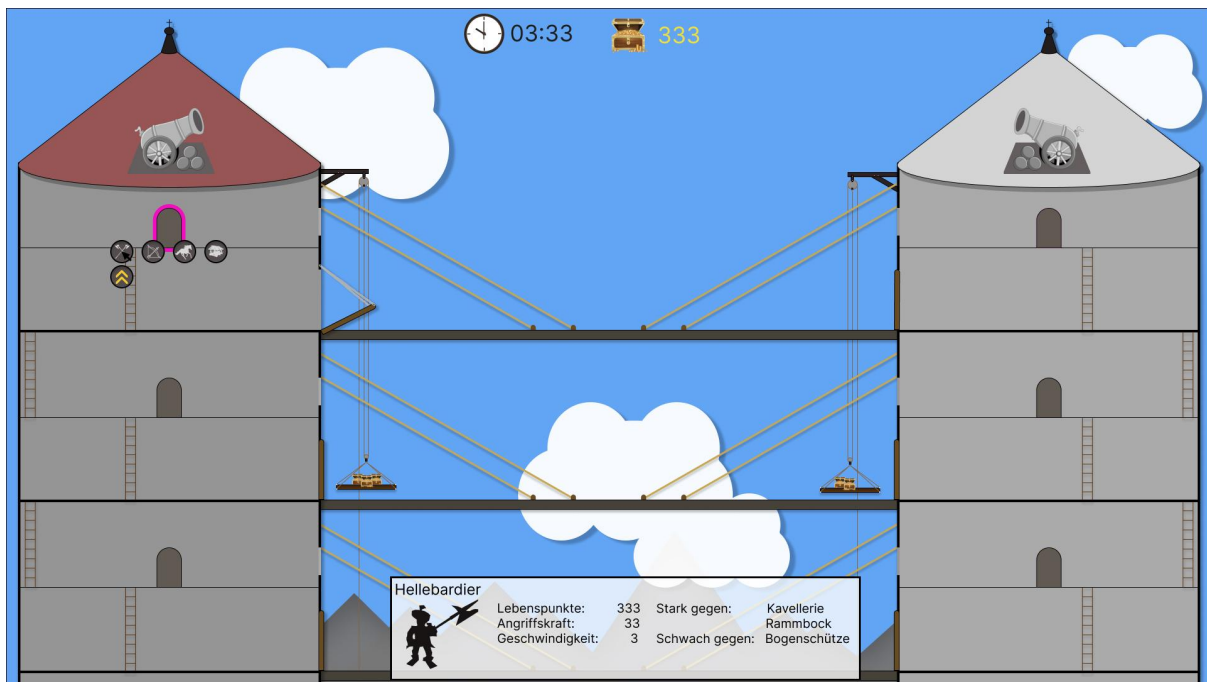 03:33 333
Hellebardier
Lebenspunkte: 333 Stark gegen: Kavellerie
Angriffskraft: 33 Rammbock
Geschwindigkeit: 3 Schwach gegen: Bogenschütze